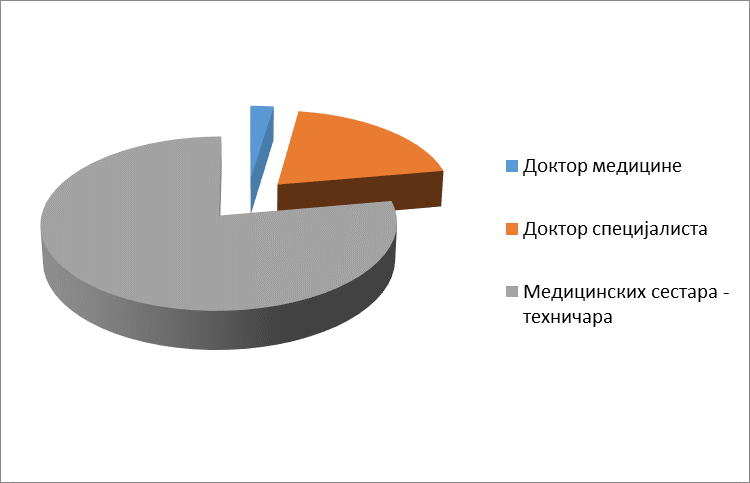 Доктор медицине
Доктор специјалиста
Медицинских сестара -
техничара